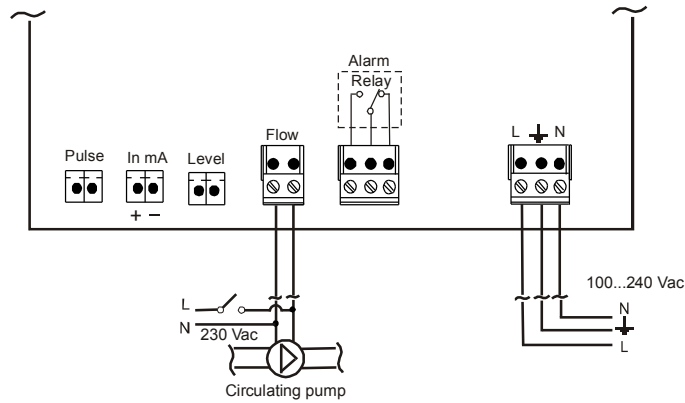 Alarm
Relay
Flow
L N
Pulse
In mA
Level
+ −
100...240 Vac
L
N 230 Vac
N
L
Circulating pump